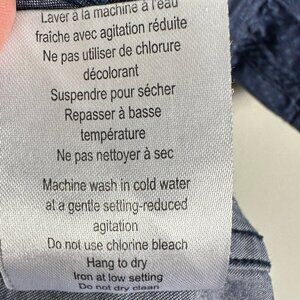 Laver à la machine à l'eau
fraiche avec agitation réduite
Ne pas utiliser de chlorure
décolorant
Suspendre pour sécher
Repasser à basse
température
Ne pas nettoyer à sec
Machine wash in cold water
at a gentle setting-reduced
agitation
Do not use chlorine bleach
Hang to dry
Iron at low setting
Do not dry clean